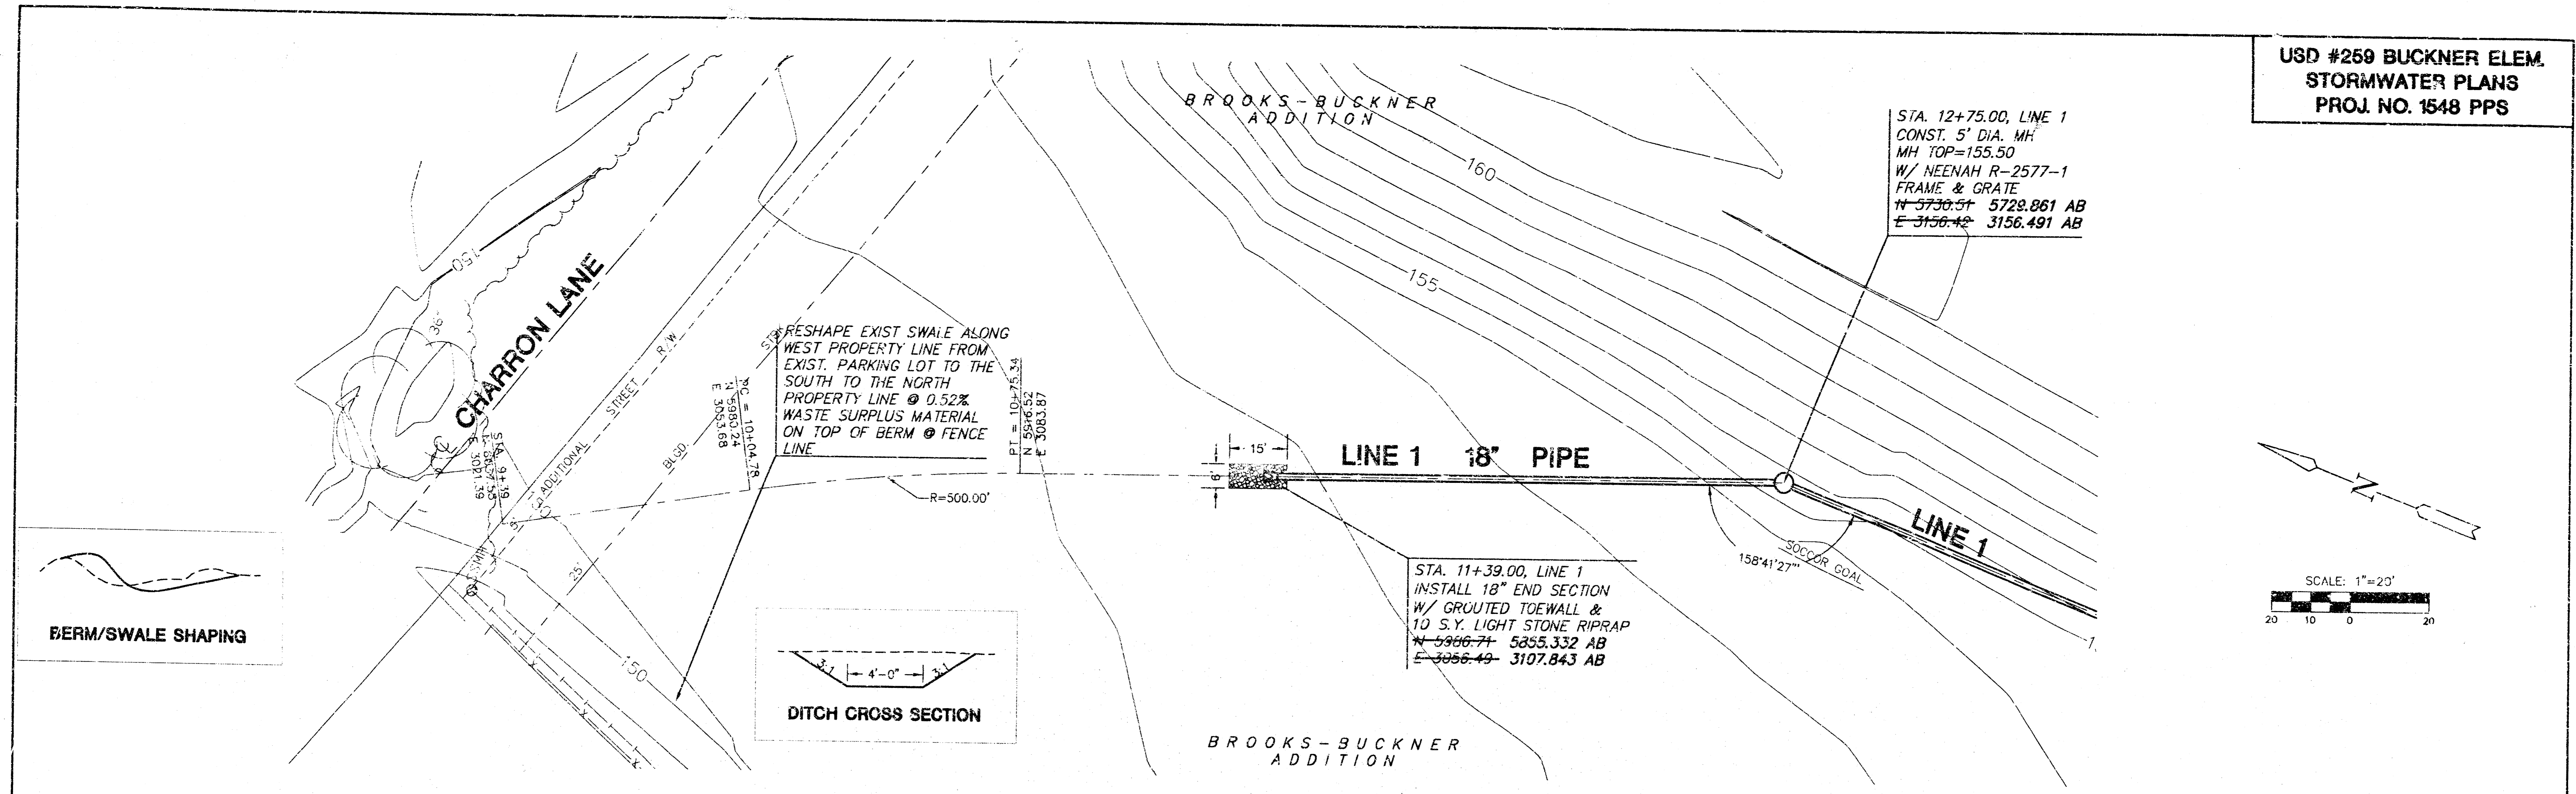 USD #259 BUCKNER ELEM.
STORMWATER PLANS
PROJ. NO. 1548 PPS
BROOKS-BUCKNER
ADDITION
STA. 12+75.00, LINE 1
CONST. 5' DIA. MH
MH TOP=155.50
W/ NEENAH R-2577-1
FRAME & GRATE
N 5730.51 5729.861 AB
E 3156.42 3156.491 AB
160
155
150
CHARRON LANE
36"
STREET R/W
5' ADDITIONAL
BLDG.
25'
RESHAPE EXIST SWALE ALONG
WEST PROPERTY LINE FROM
EXIST. PARKING LOT TO THE
SOUTH TO THE NORTH
PROPERTY LINE @ 0.52%.
WASTE SURPLUS MATERIAL
ON TOP OF BERM @ FENCE
LINE
PC = 10+04.78
N 5980.24
E 3053.68
PT = 10+75.34
E 3083.87
STA. 9+39
E 3021.39
R=500.00'
15'
6'
LINE 1 18" PIPE
LINE 1
158°41'27"
SOCCOR GOAL
STA. 11+39.00, LINE 1
INSTALL 18" END SECTION
W/ GROUTED TOEWALL &
10 S.Y. LIGHT STONE RIPRAP
N 5986.71 5855.332 AB
E 3056.49 3107.843 AB
N
SCALE: 1"=20'
20 10 0 20
BERM/SWALE SHAPING
150
3:1 4'-0" 3:1
DITCH CROSS SECTION
BROOKS-BUCKNER
ADDITION